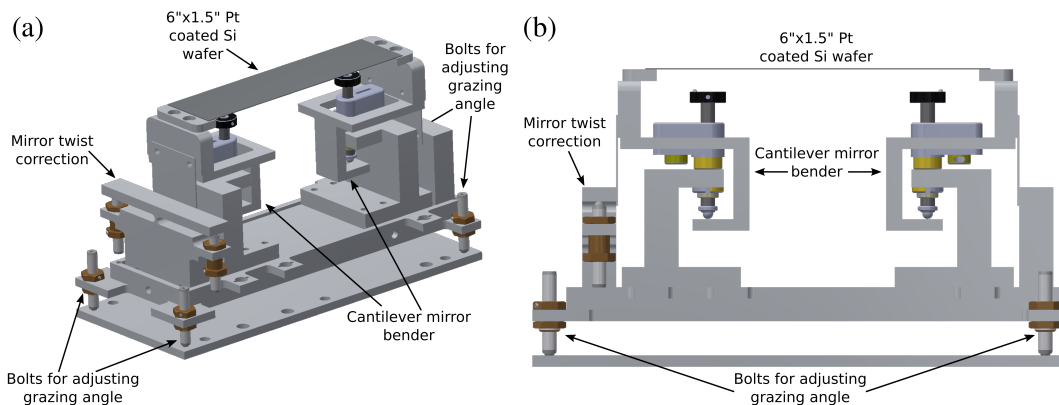 (a)
6"x1.5" Pt
coated Si
wafer
Bolts for
adjusting
grazing
angle
Mirror twist
correction
Cantilever mirror
bender
Bolts for adjusting
grazing angle
(b)
6"x1.5" Pt
coated Si wafer
Mirror twist
correction
Cantilever mirror
bender
Bolts for adjusting
grazing angle